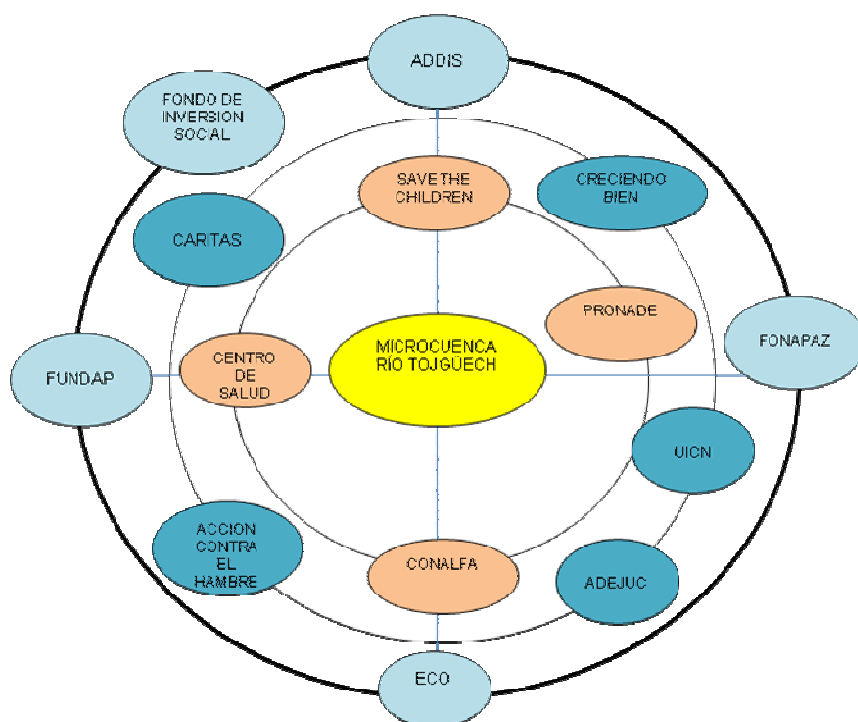 ADDIS
FONDO DE
INVERSION
SOCIAL
SAVETHE
CHILDREN
CRECIENDO
BIEN
CARITAS
PRONADE
MICROCUENCA
RÍO TOJGÜECH
FONAPAZ
CENTRO
DE
SALUD
FUNDAP
UICN
ACCION
CONTRA
EL
HAMBRE
CONALFA
ADEJUC
ECO